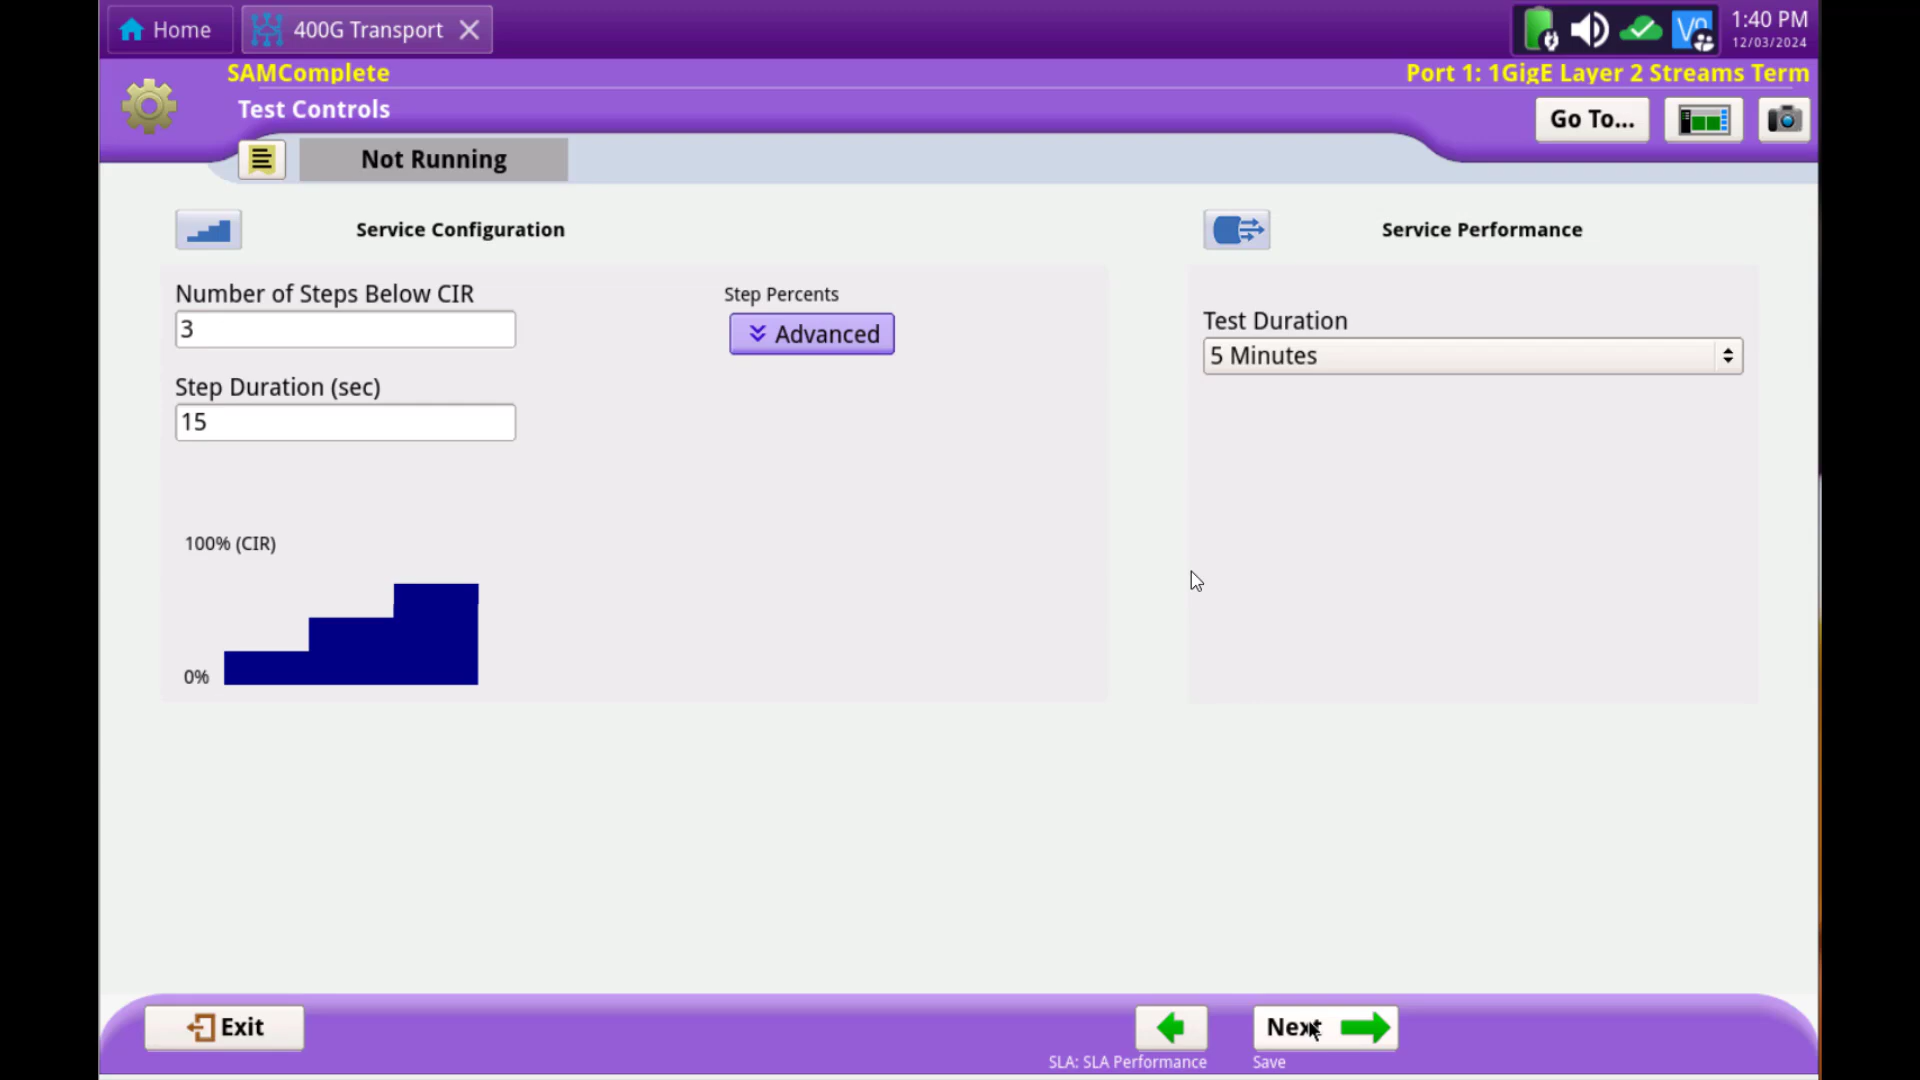 Home
400G Transport
1:40 PM
12/03/2024
SAMComplete
Port 1: 1GigE Layer 2 Streams Term
Test Controls
Go To...
Not Running
Service Configuration
Service Performance
Number of Steps Below CIR
3
Step Percents
Advanced
Test Duration
5 Minutes
Step Duration (sec)
15
100% (CIR)
0%
Exit
Next
SLA: SLA Performance
Save